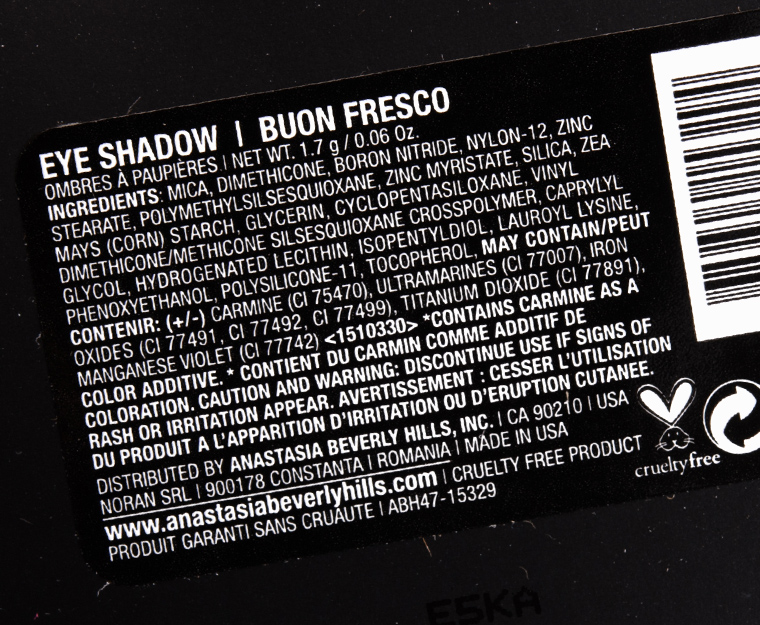 EYE SHADOW | BUON FRESCO
OMBRES À PAUPIÈRES | NET WT. 1.7 g / 0.06 Oz.
INGREDIENTS: MICA, DIMETHICONE, BORON NITRIDE, NYLON-12, ZINC
STEARATE, POLYMETHYLSILSESQUIOXANE, ZINC MYRISTATE, SILICA, ZEA
MAYS (CORN) STARCH, GLYCERIN, CYCLOPENTASILOXANE, VINYL
DIMETHICONE/METHICONE SILSESQUIOXANE CROSSPOLYMER, CAPRYLYL
GLYCOL, HYDROGENATED LECITHIN, ISOPENTYLDIOL, LAUROYL LYSINE,
PHENOXYETHANOL, POLYSILICONE-11, TOCOPHEROL, MAY CONTAIN/PEUT
CONTENIR: (+/-) CARMINE (CI 75470), ULTRAMARINES (CI 77007), IRON
OXIDES (CI 77491, CI 77492, CI 77499), TITANIUM DIOXIDE (CI 77891),
MANGANESE VIOLET (CI 77742) <1510330> *CONTAINS CARMINE AS A
COLOR ADDITIVE. * CONTIENT DU CARMIN COMME ADDITIF DE
COLORATION. CAUTION AND WARNING: DISCONTINUE USE IF SIGNS OF
RASH OR IRRITATION APPEAR. AVERTISSEMENT : CESSER L'UTILISATION
DU PRODUIT A L'APPARITION D'IRRITATION OU D'ERUPTION CUTANEE.
DISTRIBUTED BY ANASTASIA BEVERLY HILLS, INC. | CA 90210 | USA
NORAN SRL | 900178 CONSTANTA | ROMANIA | MADE IN USA
www.anastasiabeverlyhills.com | CRUELTY FREE PRODUCT
PRODUIT GARANTI SANS CRUAUTE | ABH47-15329
crueltyfree
E5KA